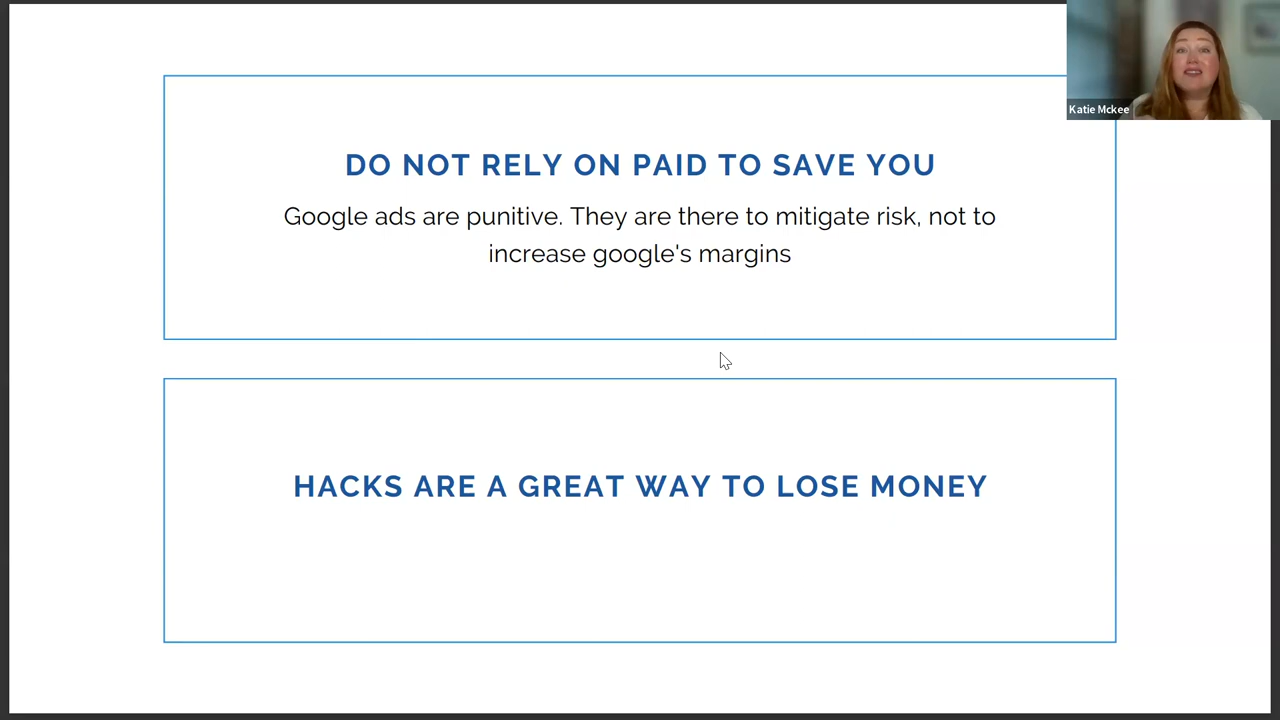 Katie Mckee
DO NOT RELY ON PAID TO SAVE YOU
Google ads are punitive. They are there to mitigate risk, not to
increase google's margins
HACKS ARE A GREAT WAY TO LOSE MONEY